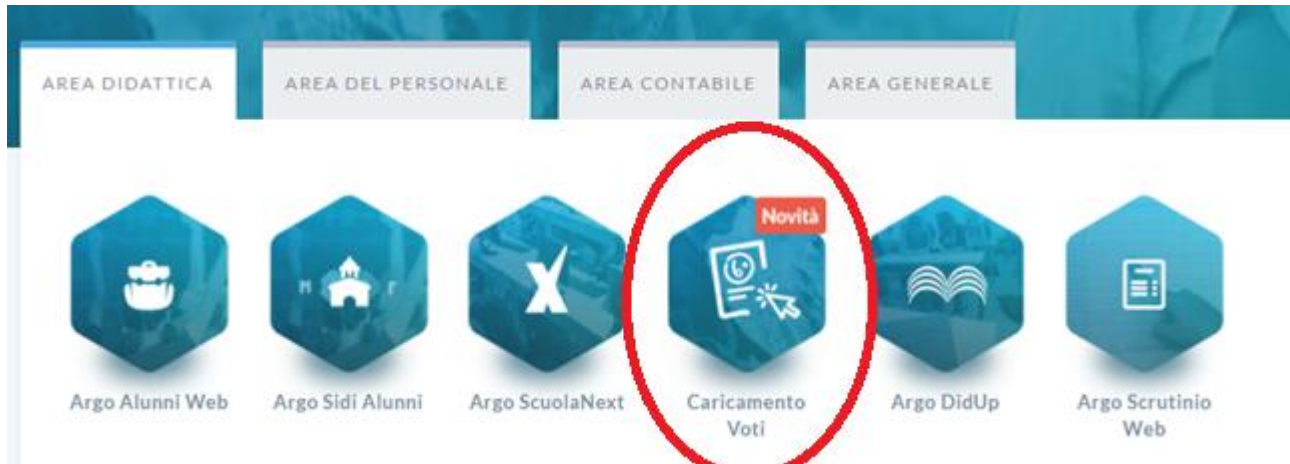 AREA DIDATTICA
AREA DEL PERSONALE
AREA CONTABILE
AREA GENERALE
Novità
Argo Alunni Web
Argo Sidi Alunni
Argo ScuolaNext
Caricamento
Voti
Argo DidUp
Argo Scrutinio
Web